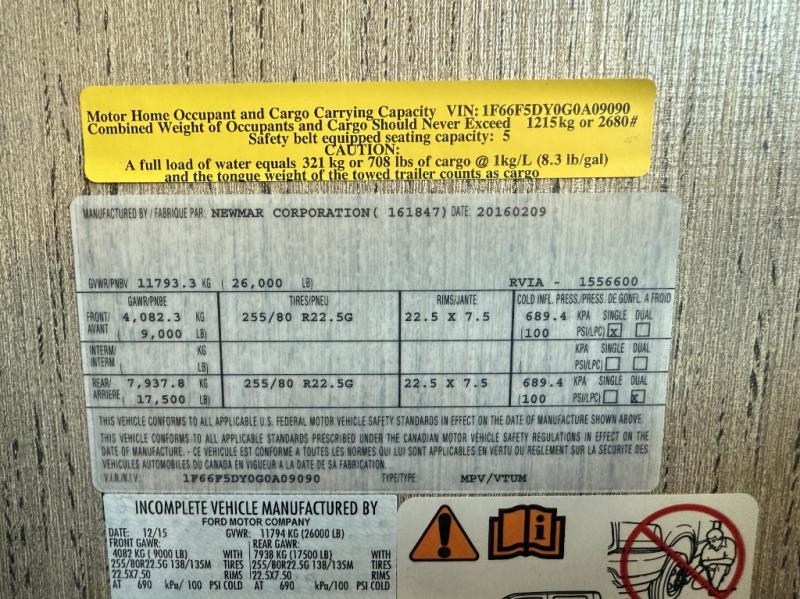 Motor Home Occupant and Cargo Carrying Capacity VIN: 1F66F5DY0G0A09090
Combined Weight of Occupants and Cargo Should Never Exceed 1215kg or 2680#
Safety belt equipped seating capacity: 5
CAUTION:
A full load of water equals 321 kg or 708 lbs of cargo @ 1kg/L (8.3 lb/gal)
and the tongue weight of the towed trailer counts as cargo
MANUFACTURED BY / FABRIQUE PAR: NEWMAR CORPORATION( 161847) DATE: 20160209
GVWR/PNBV 11793.3 KG ( 26,000 LB) RVIA - 1556600
GAWR/PNBE TIRES/PNEU RIMS/JANTE COLD INFL. PRESS./PRESS. DE GONFL. A FROID
FRONT/ 4,082.3 KG 255/80 R22.5G 22.5 X 7.5 689.4 KPA SINGLE DUAL
AVANT ( 9,000 LB) (100 PSI/LPC) X
INTERM/ KG KPA SINGLE DUAL
INTERM ( LB) ( PSI/LPC)
REAR/ 7,937.8 KG 255/80 R22.5G 22.5 X 7.5 689.4 KPA SINGLE DUAL
ARRIERE ( 17,500 LB) (100 PSI/LPC) X
THIS VEHICLE CONFORMS TO ALL APPLICABLE U.S. FEDERAL MOTOR VEHICLE SAFETY STANDARDS IN EFFECT ON THE DATE OF MANUFACTURE SHOWN ABOVE.
THIS VEHICLE CONFORMS TO ALL APPLICABLE STANDARDS PRESCRIBED UNDER THE CANADIAN MOTOR VEHICLE SAFETY REGULATIONS IN EFFECT ON THE
DATE OF MANUFACTURE. - CE VEHICULE EST CONFORME A TOUTES LES NORMES QUI LUI SONT APPLICABLES EN VERTU DU REGLEMENT SUR LA SECURITE DES
VEHICULES AUTOMOBILES DU CANADA EN VIGUEUR A LA DATE DE SA FABRICATION.
V.I.N./N.I.V. 1F66F5DY0G0A09090 TYPE/TYPE: MPV/VTUM
INCOMPLETE VEHICLE MANUFACTURED BY
FORD MOTOR COMPANY
DATE: 12/15 GVWR: 11794 KG (26000 LB)
FRONT GAWR: REAR GAWR:
4082 KG ( 9000 LB) WITH 7938 KG (17500 LB) WITH
255/80R22.5G 138/135M TIRES 255/80R22.5G 138/135M TIRES
22.5X7.50 RIMS 22.5X7.50 RIMS
AT 690 kPa/100 PSI COLD AT 690 kPa/100 PSI COLD